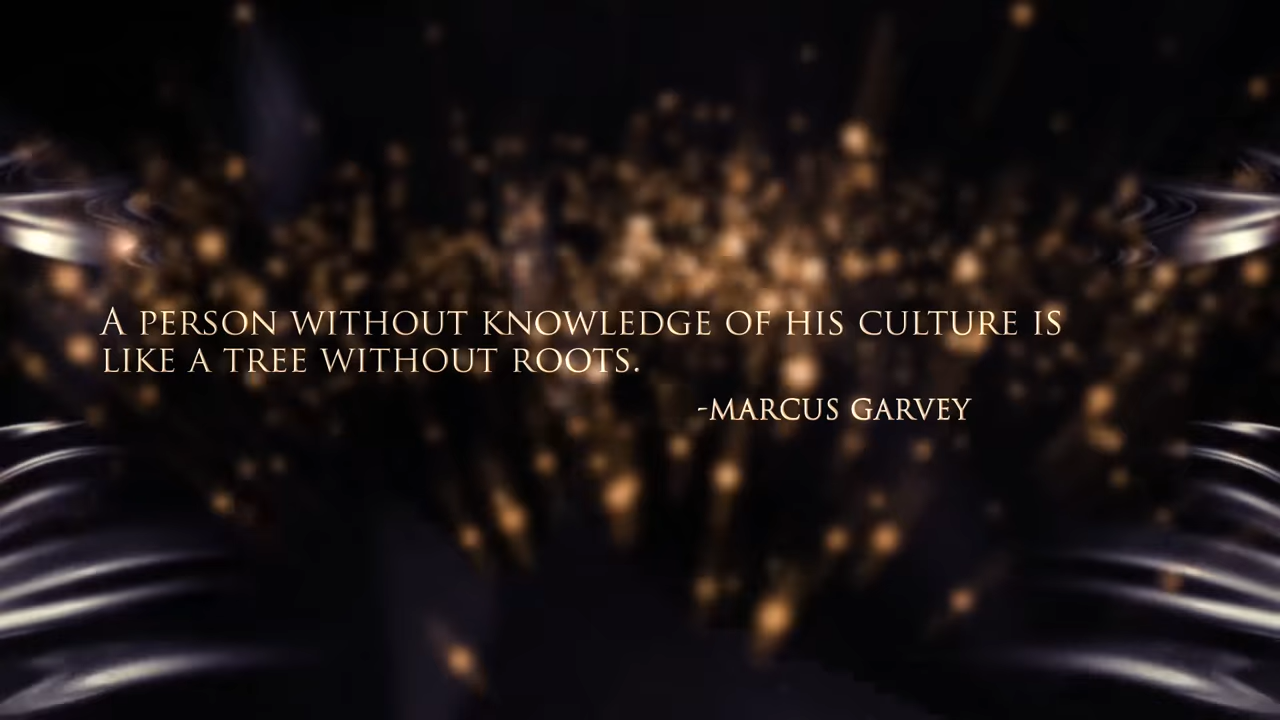 A PERSON WITHOUT KNOWLEDGE OF HIS CULTURE IS
LIKE A TREE WITHOUT ROOTS.
-MARCUS GARVEY